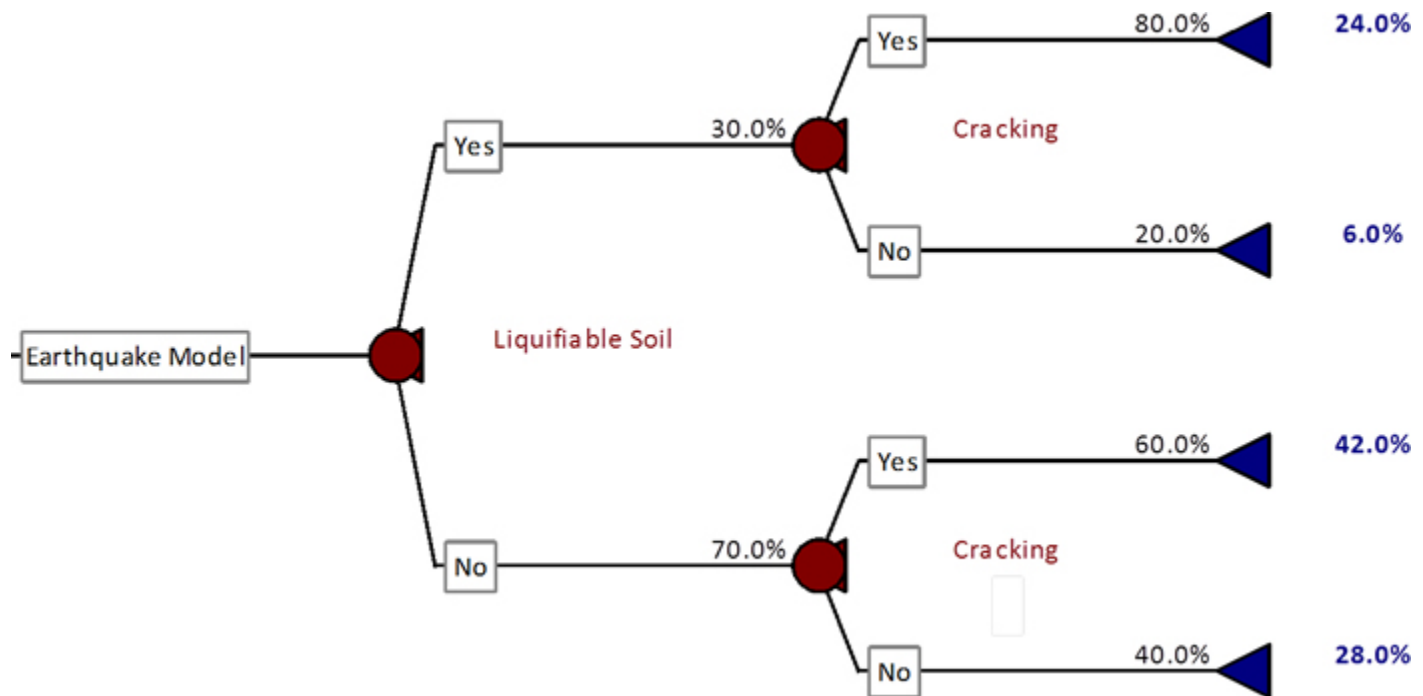 Yes
80.0%
24.0%
Yes
30.0%
Cracking
No
20.0%
6.0%
Earthquake Model
Liquifiable Soil
Yes
60.0%
42.0%
No
70.0%
Cracking
No
40.0%
28.0%